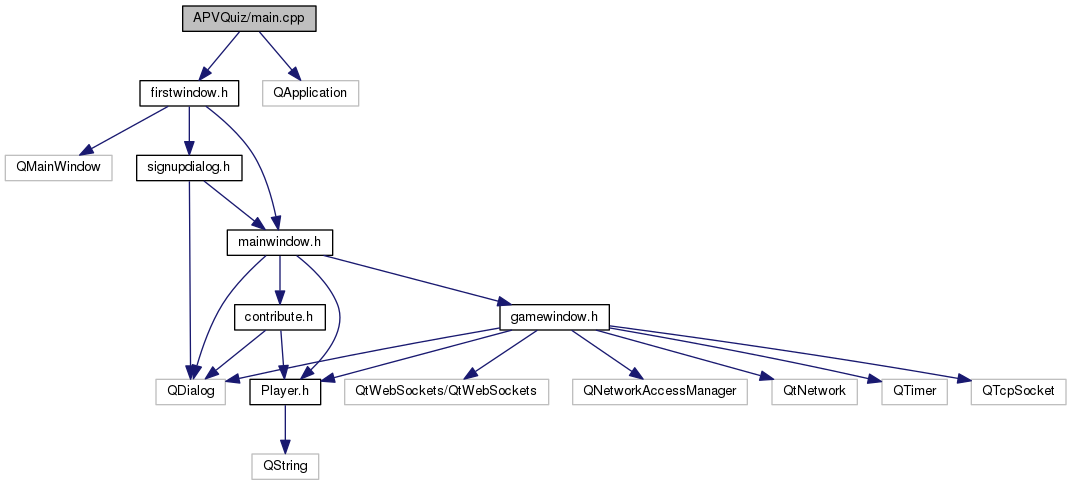 APVQuiz/main.cpp
firstwindow.h
QApplication
QMainWindow
signupdialog.h
mainwindow.h
contribute.h
gamewindow.h
QDialog
Player.h
QtWebSockets/QtWebSockets
QNetworkAccessManager
QtNetwork
QTimer
QTcpSocket
QString